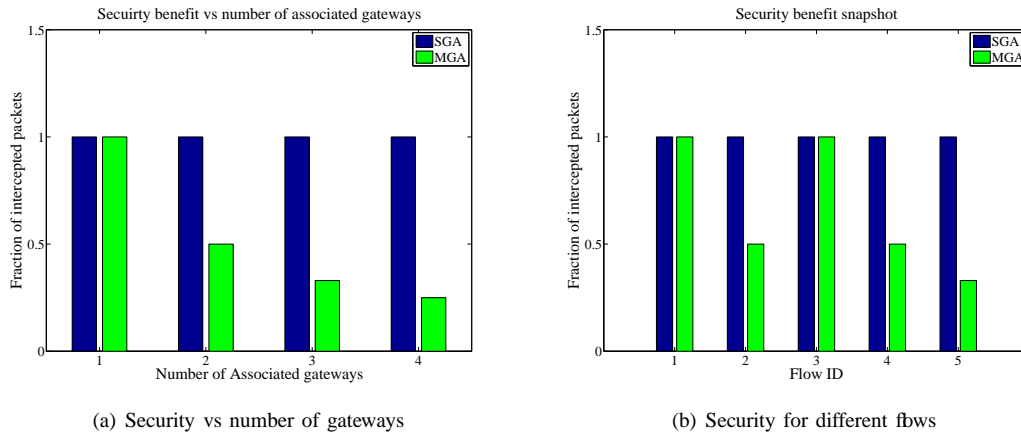 Secuirty benefit vs number of associated gateways
1.5
SGA
MGA
1
0.5
0
Fraction of intercepted packets
1 2 3 4
Number of Associated gateways
(a) Security vs number of gateways
Security benefit snapshot
1.5
SGA
MGA
1
0.5
0
Fraction of intercepted packets
1 2 3 4 5
Flow ID
(b) Security for different flows